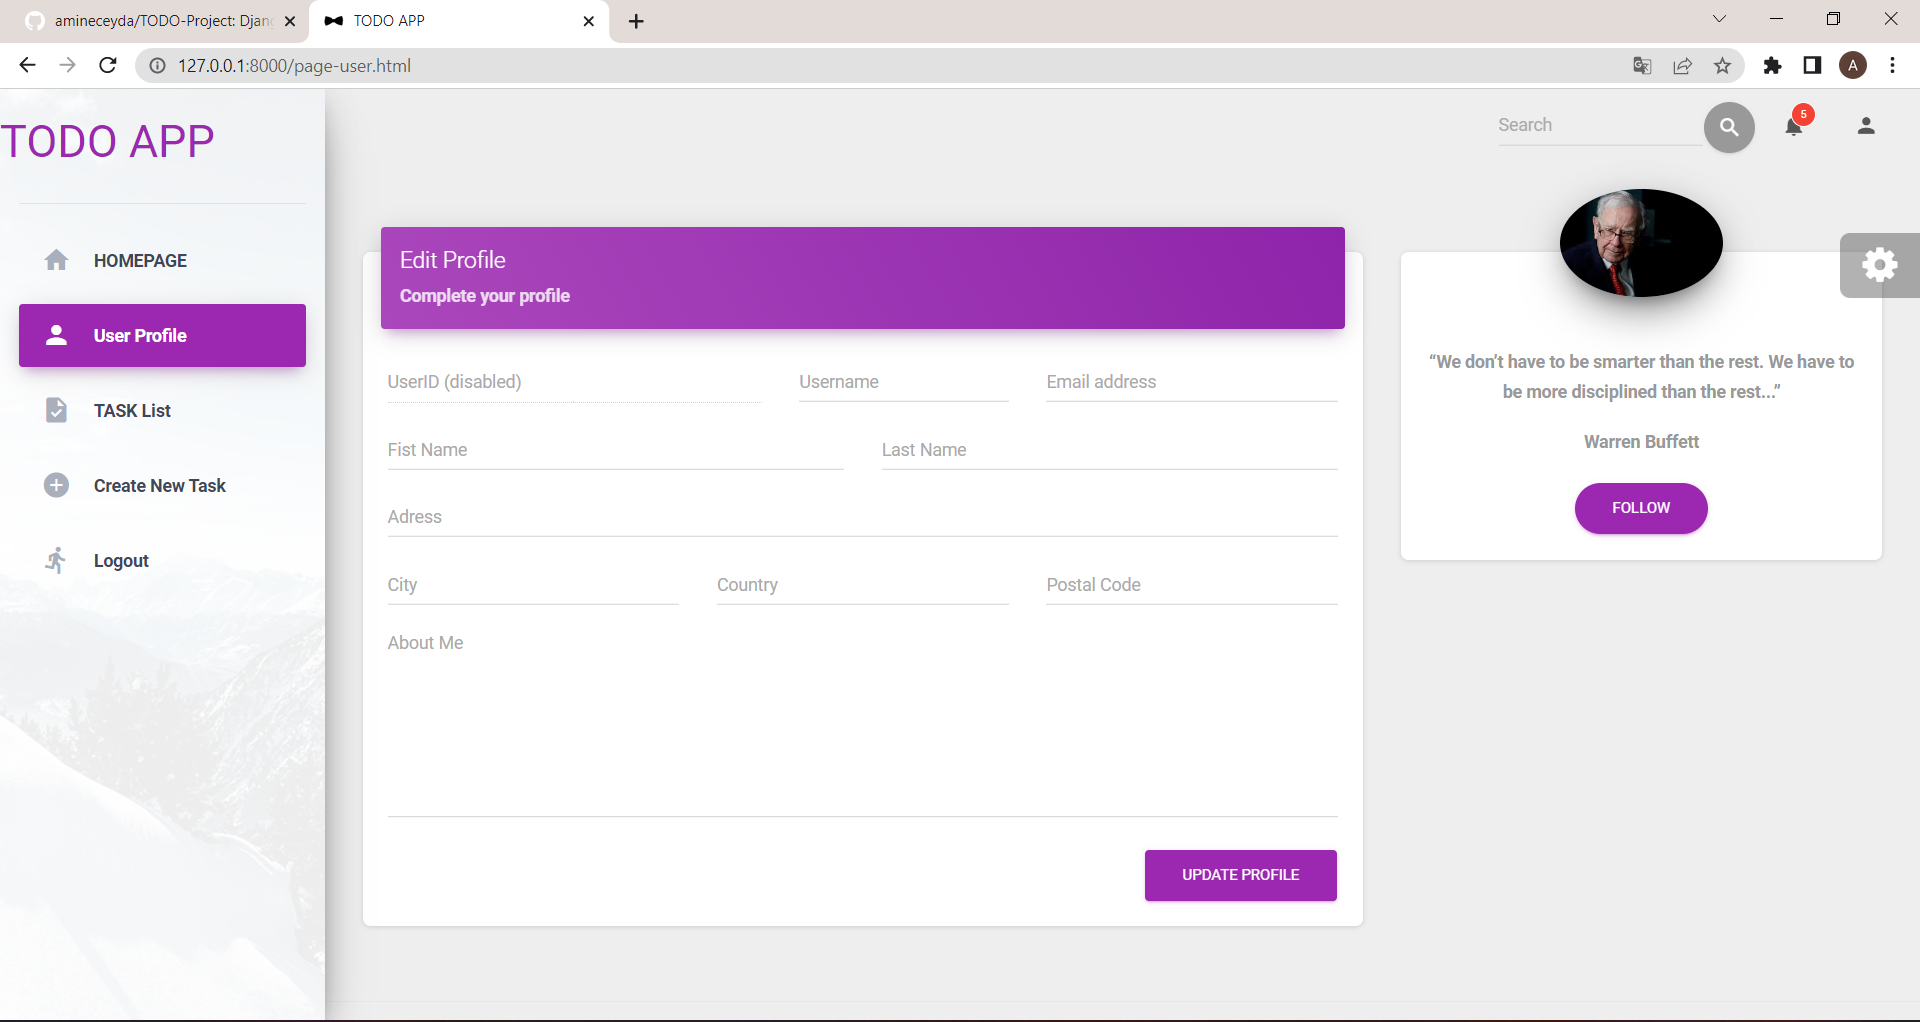 amineceyda/TODO-Project: Djan
TODO APP
127.0.0.1:8000/page-user.html
A
TODO APP
Search
5
HOMEPAGE
User Profile
TASK List
Create New Task
Logout
Edit Profile
Complete your profile
UserID (disabled)
Username
Email address
Fist Name
Last Name
Adress
City
Country
Postal Code
About Me
UPDATE PROFILE
“We don’t have to be smarter than the rest. We have to
be more disciplined than the rest...”
Warren Buffett
FOLLOW